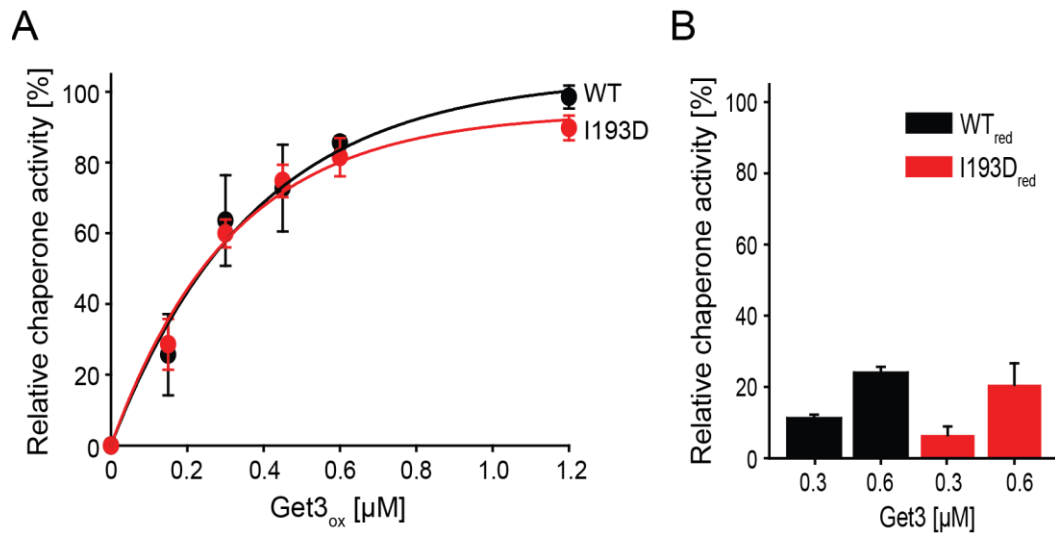 A
Relative chaperone activity [%]
100
80
60
40
20
0
0
0.2
0.4
0.6
0.8
1.0
1.2
Get3ox [µM]
WT
I193D
B
Relative chaperone activity [%]
100
80
60
40
20
0
WTred
I193Dred
0.3 0.6 0.3 0.6
Get3 [µM]